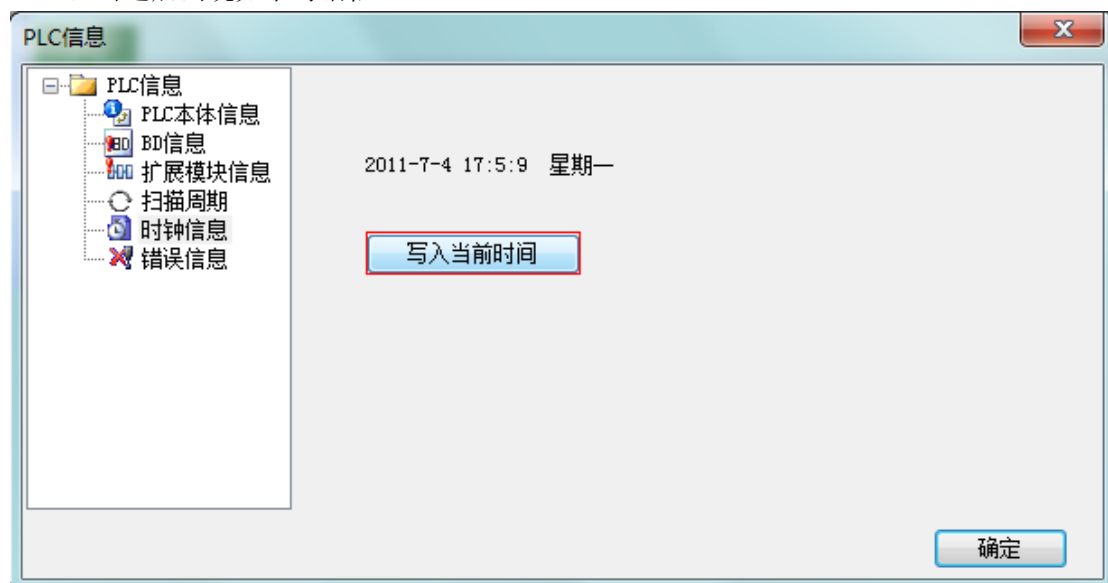 PLC信息
PLC信息
PLC本体信息
BD信息
扩展模块信息
扫描周期
时钟信息
错误信息
2011-7-4 17:5:9 星期一
写入当前时间
确定